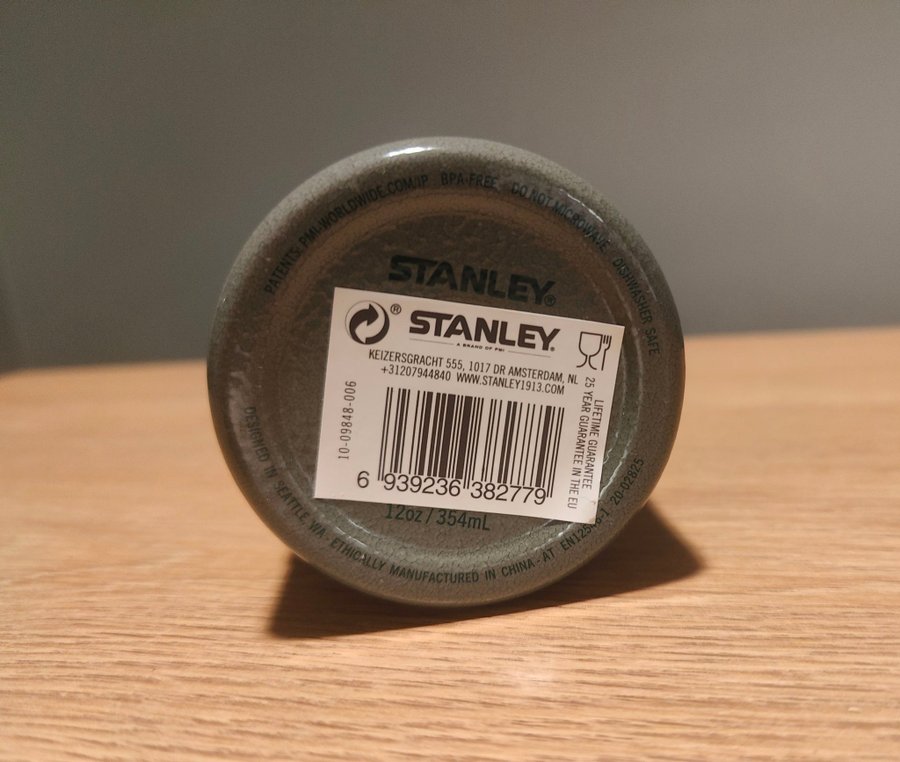 PATENTS: PMI-WORLDWIDE.COM/IP · BPA-FREE · DO NOT MICROWAVE · DISHWASHER SAFE
STANLEY®
® STANLEY®
A BRAND OF PMI
KEIZERSGRACHT 555, 1017 DR AMSTERDAM, NL
+31207944840 WWW.STANLEY1913.COM
10-09848-006
LIFETIME GUARANTEE
25 YEAR GUARANTEE IN THE EU
6 939236 382779
12oz / 354mL
DESIGNED IN SEATTLE, WA · ETHICALLY MANUFACTURED IN CHINA · AT 20-02825